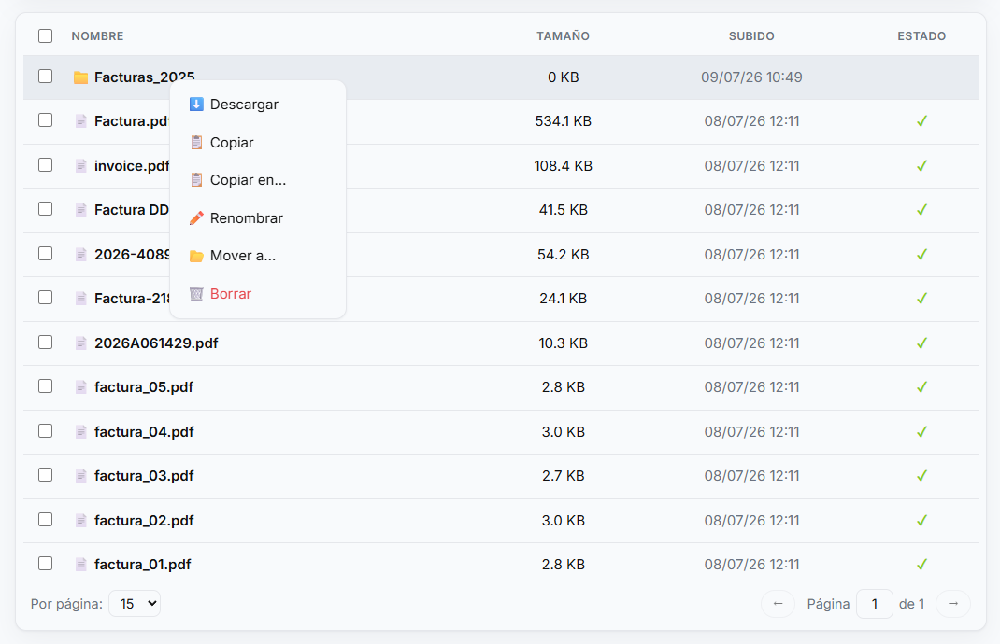 NOMBRE TAMAÑO SUBIDO ESTADO
Facturas_2025 0 KB 09/07/26 10:49
Descargar
Factura.pdf 534.1 KB 08/07/26 12:11
Copiar
invoice.pdf 108.4 KB 08/07/26 12:11
Copiar en...
Factura DD 41.5 KB 08/07/26 12:11
Renombrar
2026-4089 54.2 KB 08/07/26 12:11
Mover a...
Factura-218 24.1 KB 08/07/26 12:11
Borrar
2026A061429.pdf 10.3 KB 08/07/26 12:11
factura_05.pdf 2.8 KB 08/07/26 12:11
factura_04.pdf 3.0 KB 08/07/26 12:11
factura_03.pdf 2.7 KB 08/07/26 12:11
factura_02.pdf 3.0 KB 08/07/26 12:11
factura_01.pdf 2.8 KB 08/07/26 12:11
Por página: 15 ← Página 1 de 1 →